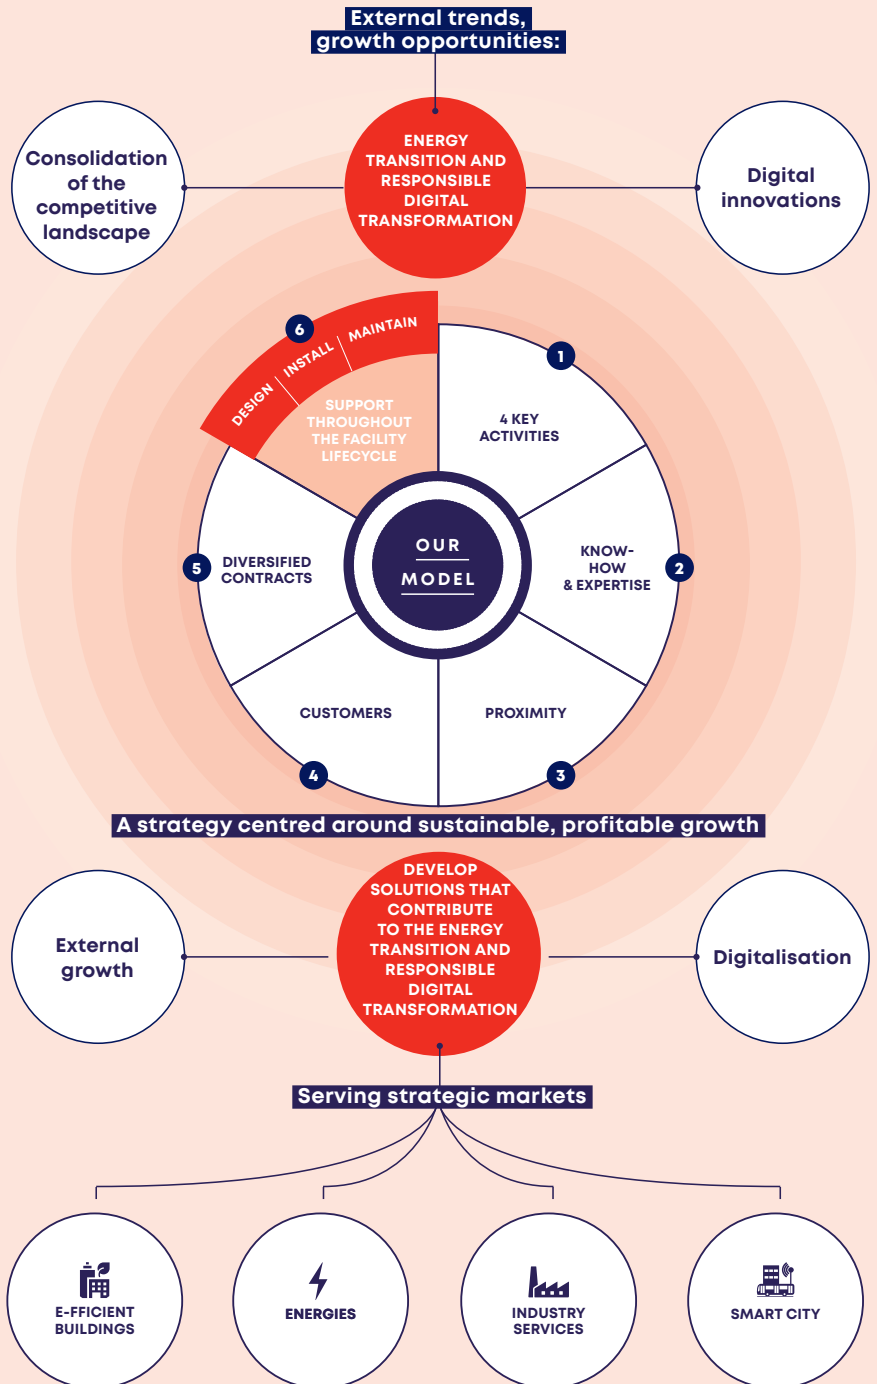 External trends,
growth opportunities:
Consolidation
of the
competitive
landscape
ENERGY
TRANSITION AND
RESPONSIBLE
DIGITAL
TRANSFORMATION
Digital
innovations
6
DESIGN
INSTALL
MAINTAIN
SUPPORT
THROUGHOUT
THE FACILITY
LIFECYCLE
1
4 KEY
ACTIVITIES
5
DIVERSIFIED
CONTRACTS
OUR
MODEL
KNOW-
HOW
& EXPERTISE
2
CUSTOMERS
4
PROXIMITY
3
A strategy centred around sustainable, profitable growth
External
growth
DEVELOP
SOLUTIONS THAT
CONTRIBUTE
TO THE ENERGY
TRANSITION AND
RESPONSIBLE
DIGITAL
TRANSFORMATION
Digitalisation
Serving strategic markets
E-FFICIENT
BUILDINGS
ENERGIES
INDUSTRY
SERVICES
SMART CITY